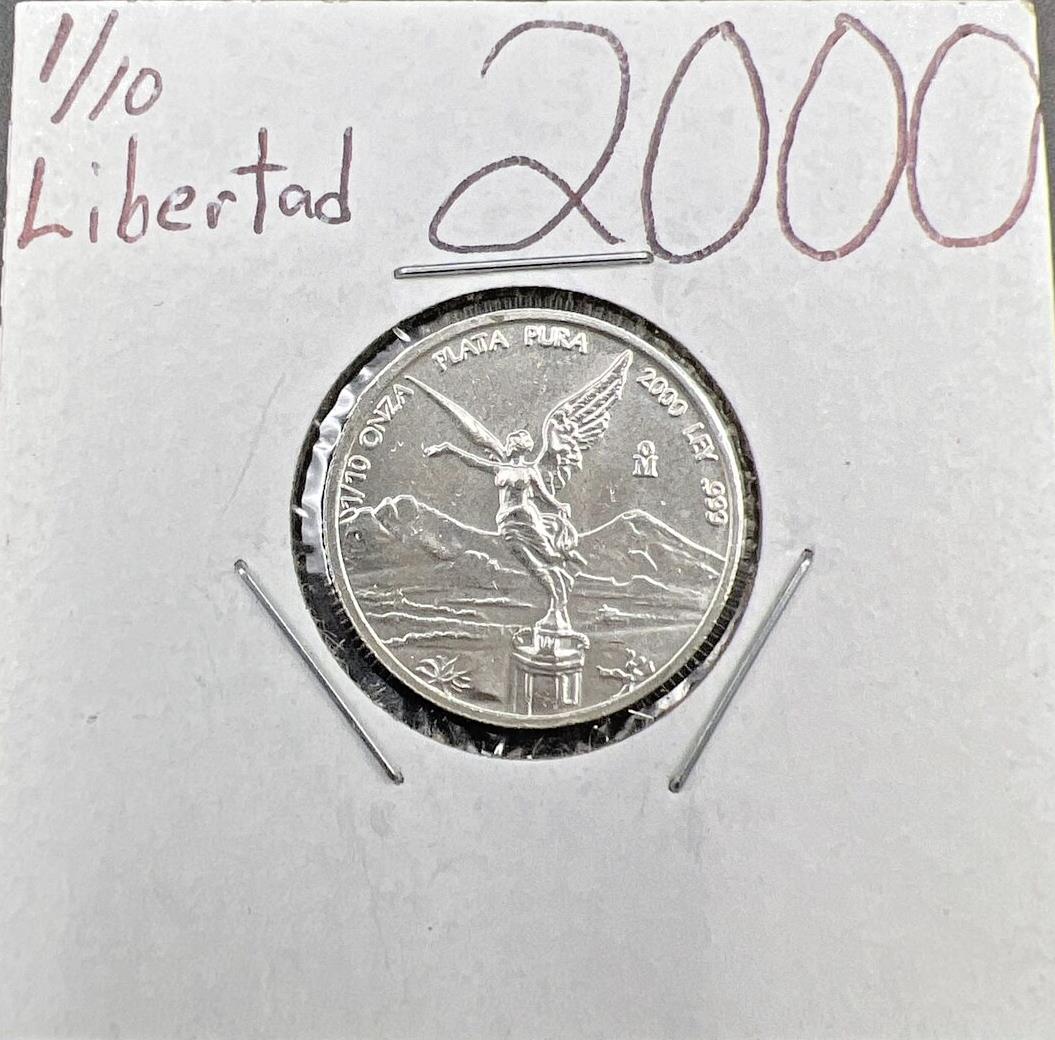 1/10 2000
Libertad
1/10 ONZA PLATA PURA 2000 LEY .999
Mo